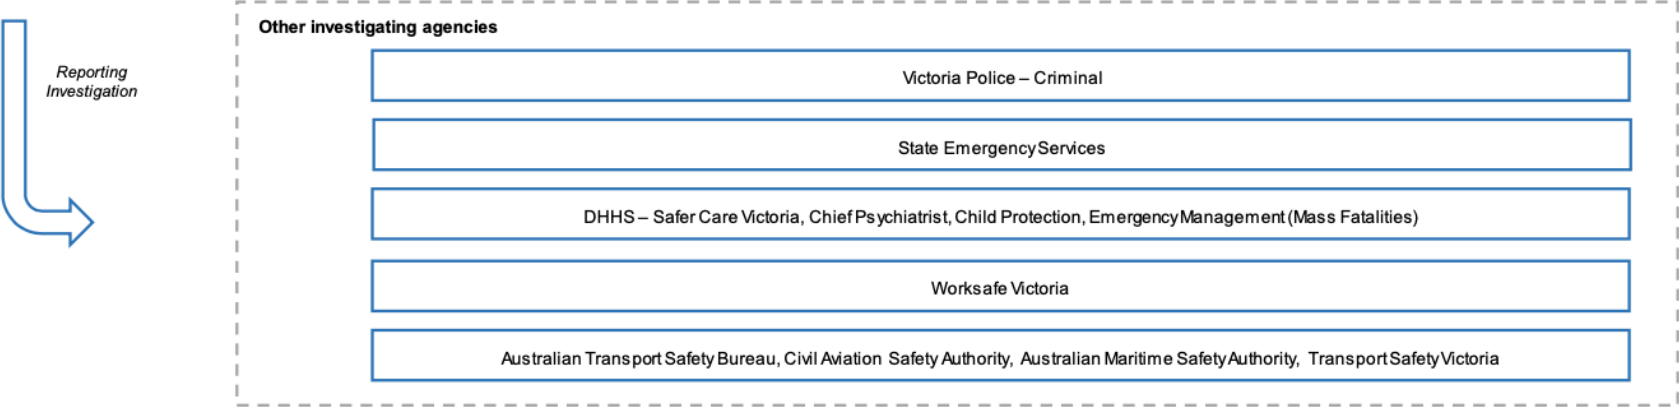 Other investigating agencies
Reporting
Investigation
Victoria Police – Criminal
State Emergency Services
DHHS – Safer Care Victoria, Chief Psychiatrist, Child Protection, Emergency Management (Mass Fatalities)
Worksafe Victoria
Australian Transport Safety Bureau, Civil Aviation Safety Authority, Australian Maritime Safety Authority, Transport Safety Victoria